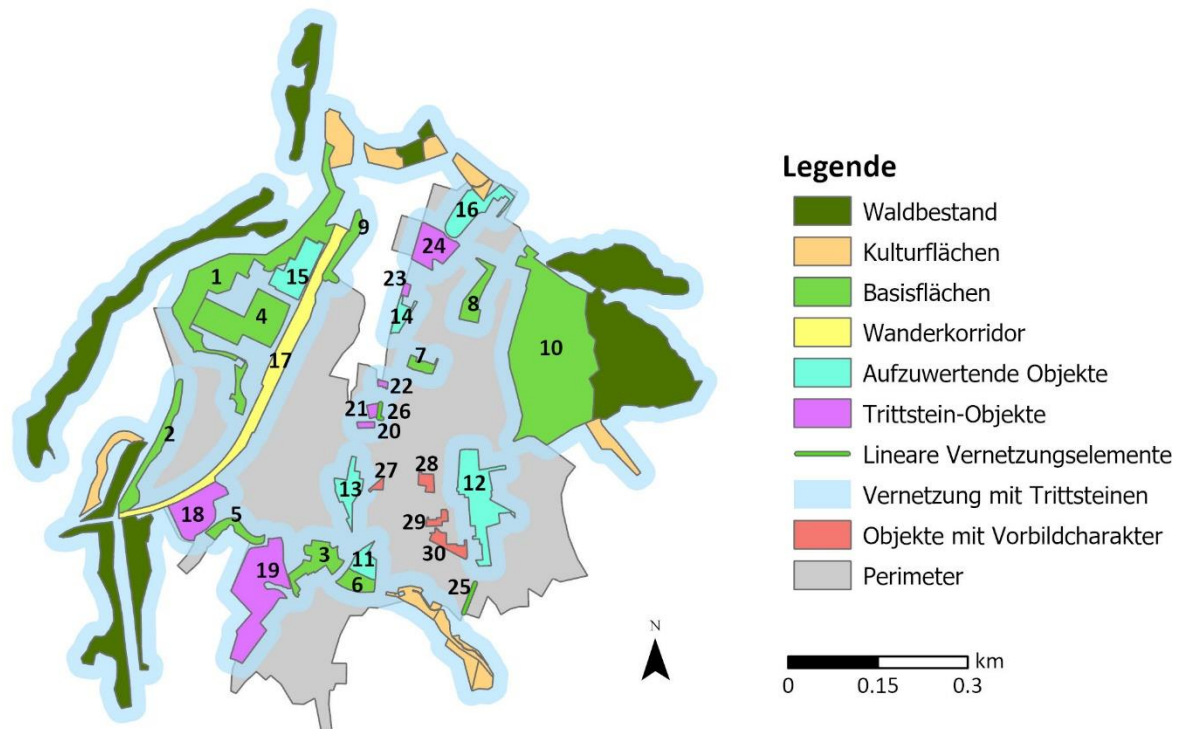 16
9
24
1
15
23
8
14
4
10
17
7
22
21
26
20
2
27
28
13
12
18
5
29
3
11
30
19
6
25
N
Legende
Waldbestand
Kulturflächen
Basisflächen
Wanderkorridor
Aufzuwertende Objekte
Trittstein-Objekte
Lineare Vernetzungselemente
Vernetzung mit Trittsteinen
Objekte mit Vorbildcharakter
Perimeter
km
0 0.15 0.3